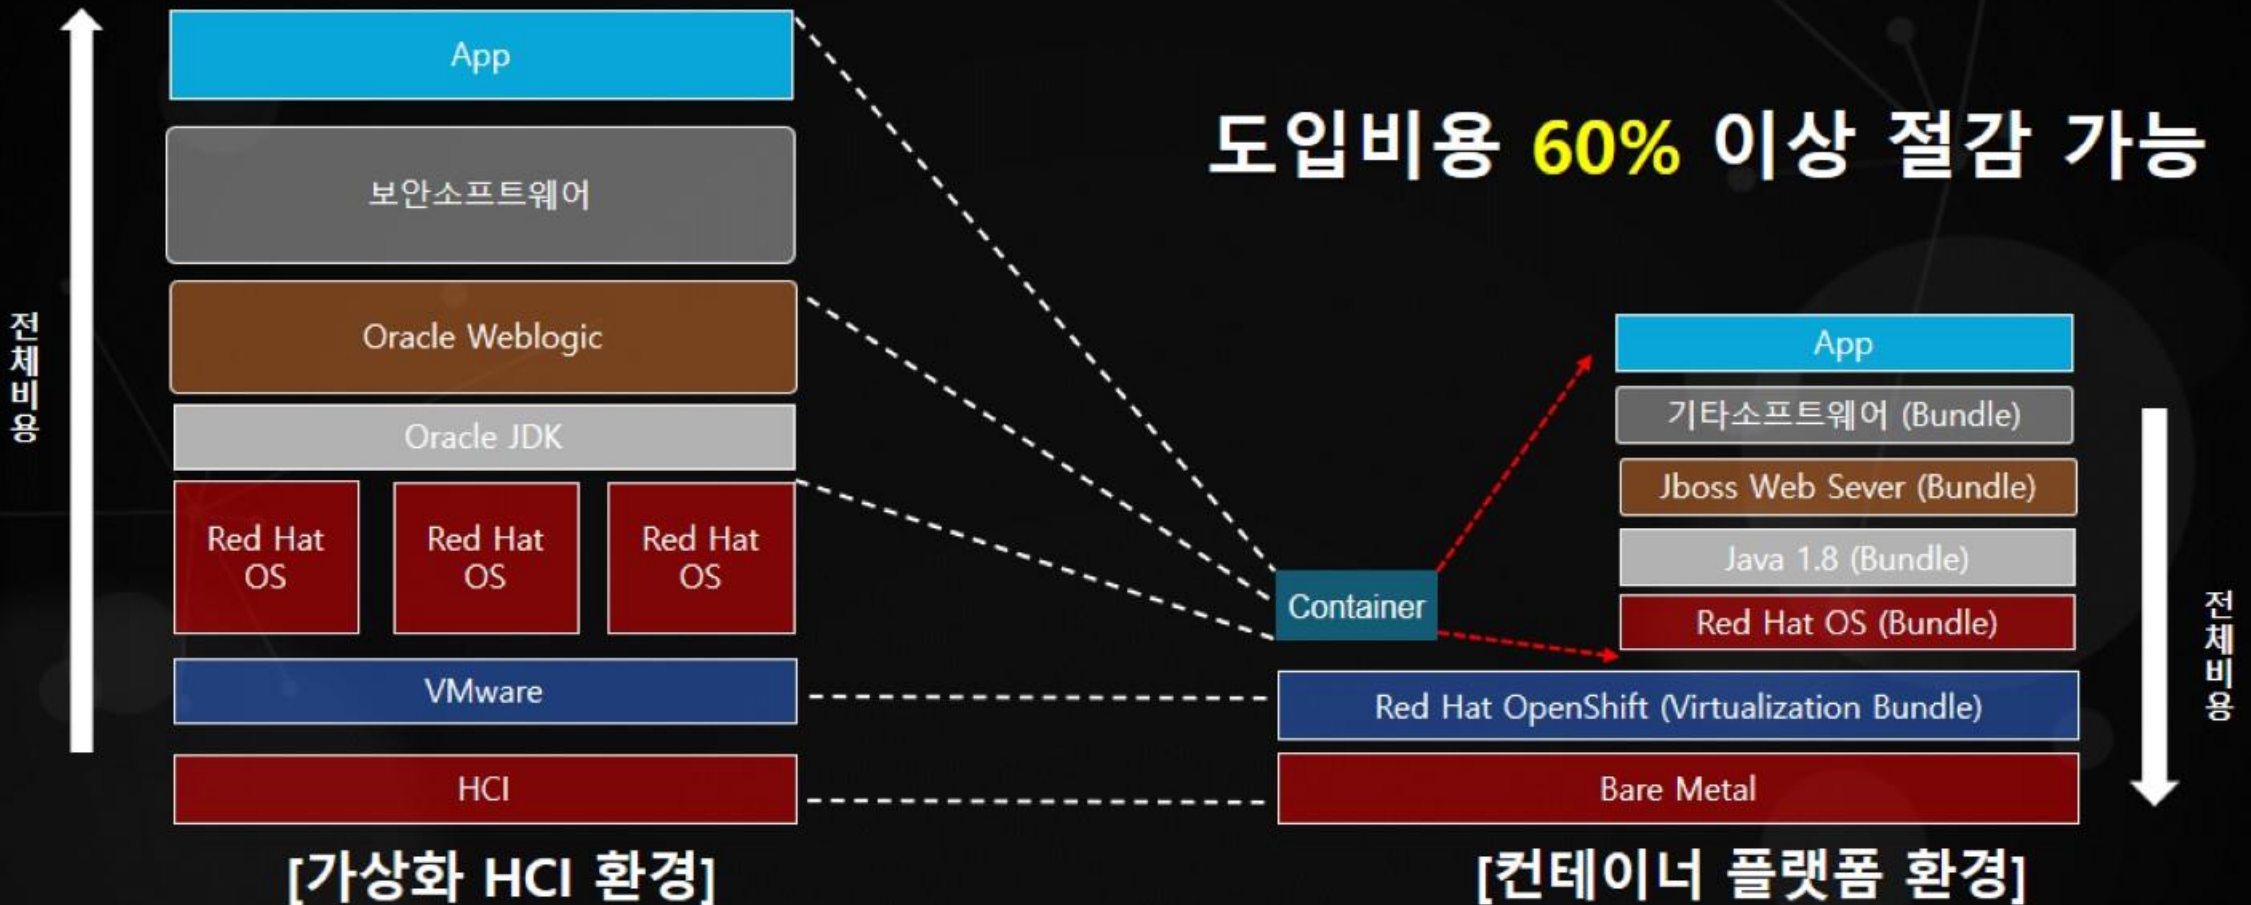 도입비용 60% 이상 절감 가능
전체비용
App
보안소프트웨어
Oracle Weblogic
Oracle JDK
Red Hat
OS
Red Hat
OS
Red Hat
OS
VMware
HCI
[가상화 HCI 환경]
Container
App
기타소프트웨어 (Bundle)
Jboss Web Sever (Bundle)
Java 1.8 (Bundle)
Red Hat OS (Bundle)
Red Hat OpenShift (Virtualization Bundle)
Bare Metal
전체비용
[컨테이너 플랫폼 환경]